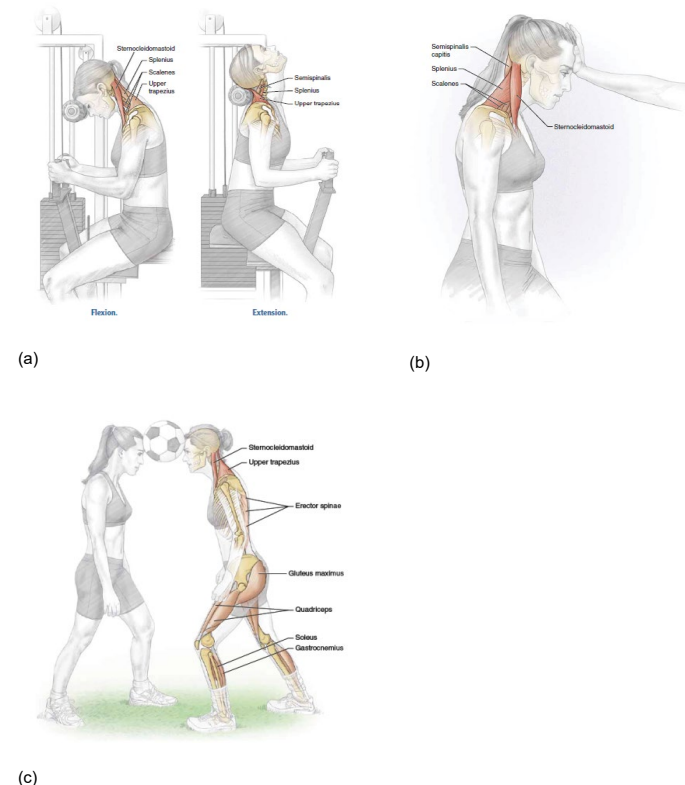 Sternocleidomastoid
Splenius
Scalenes
Upper
trapezius
Flexion.
Semispinalis
Splenius
Upper trapezius
Extension.
(a)
Semispinalis
capitis
Splenius
Scalenes
Sternocleidomastoid
(b)
Sternocleidomastoid
Upper trapezius
Erector spinae
Gluteus maximus
Quadriceps
Soleus
Gastrocnemius
(c)